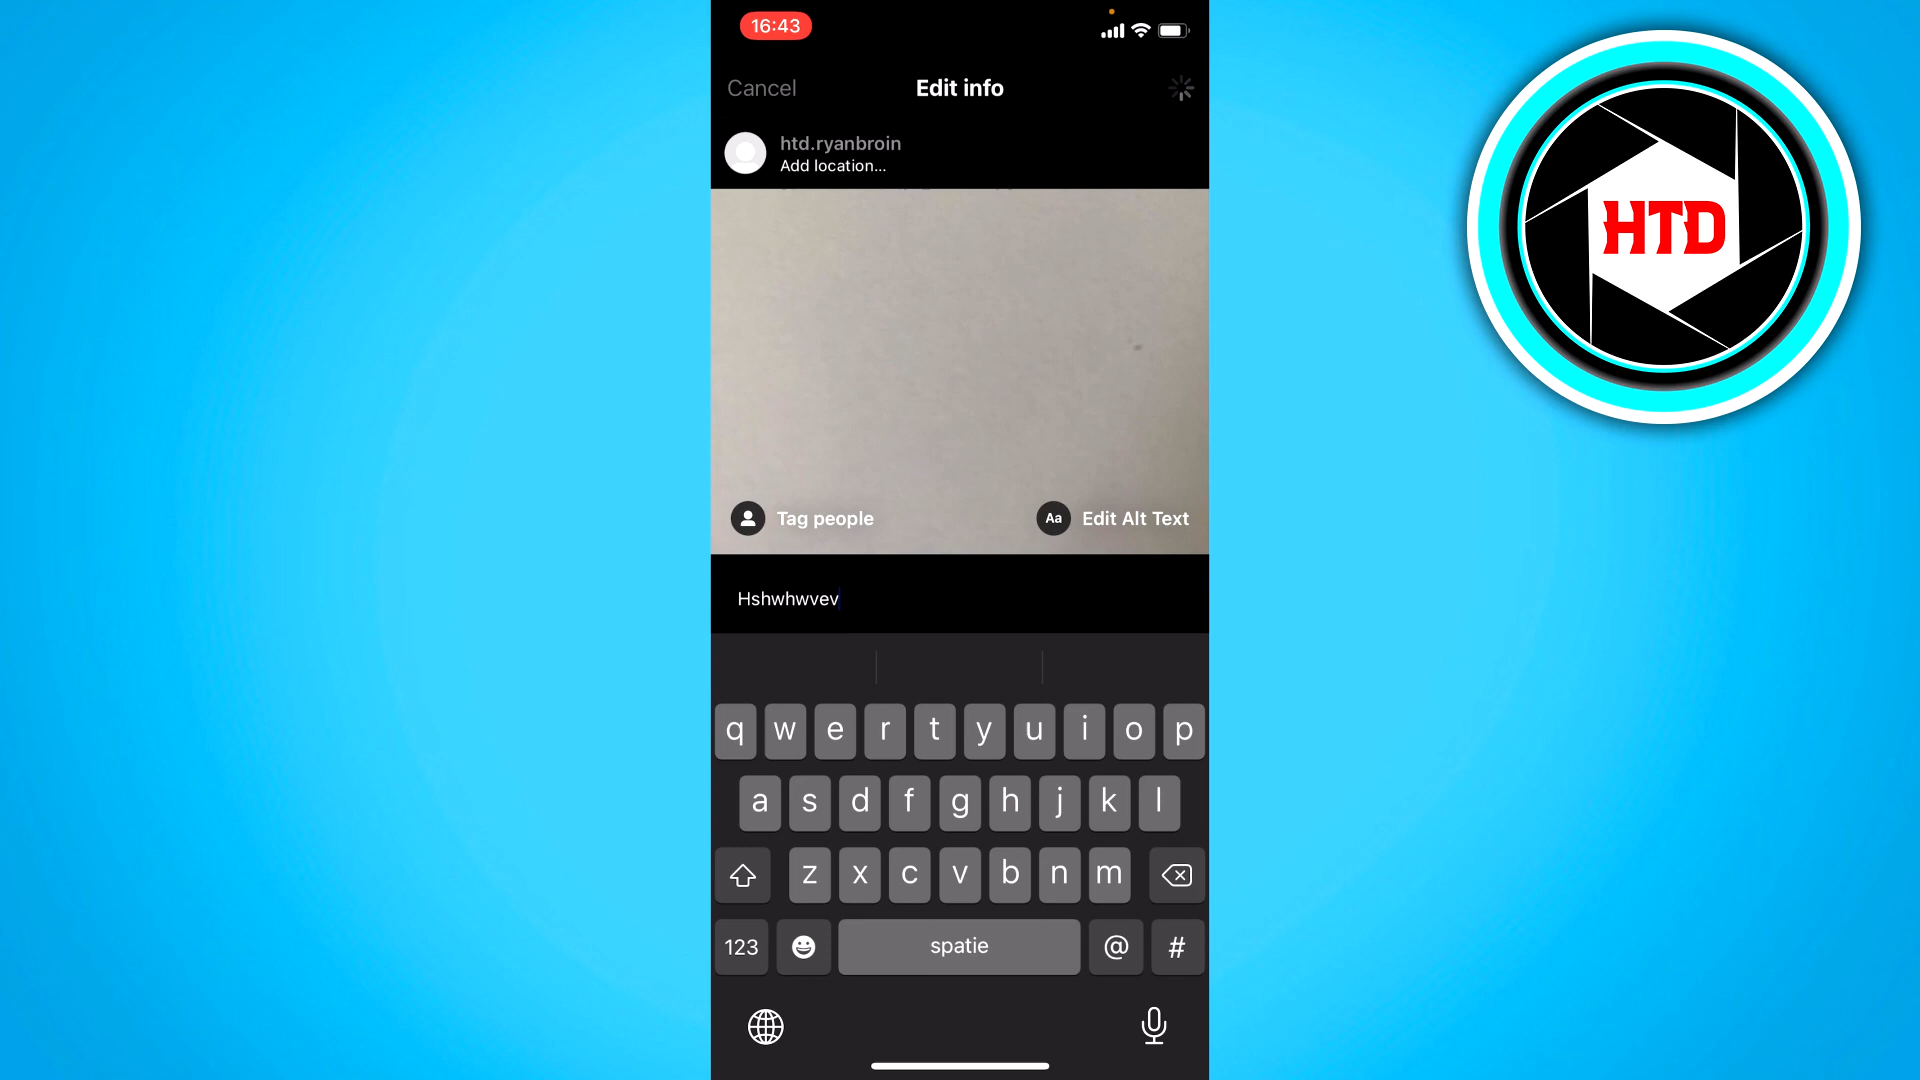 16:43
Cancel
Edit info
htd.ryanbroin
Add location...
HTD
Tag people
Aa
Edit Alt Text
Hshwhwvev
q w e r t y u i o p
a s d f g h j k l
z x c v b n m
123
spatie
@
#